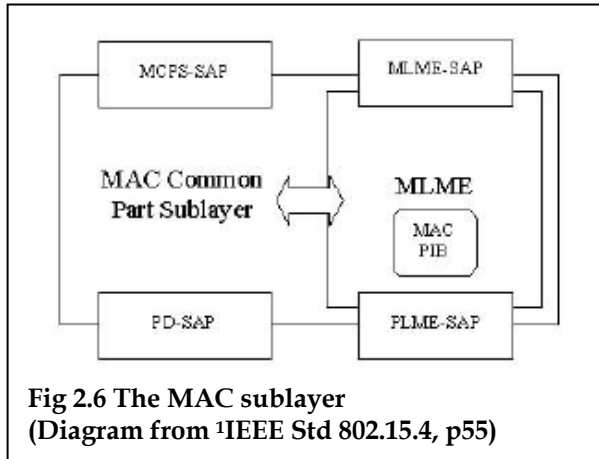 MCPS-SAP
MLME-SAP
MAC Common
Part Sublayer
MLME
MAC
PIB
PD-SAP
PLME-SAP
Fig 2.6 The MAC sublayer
(Diagram from ¹IEEE Std 802.15.4, p55)